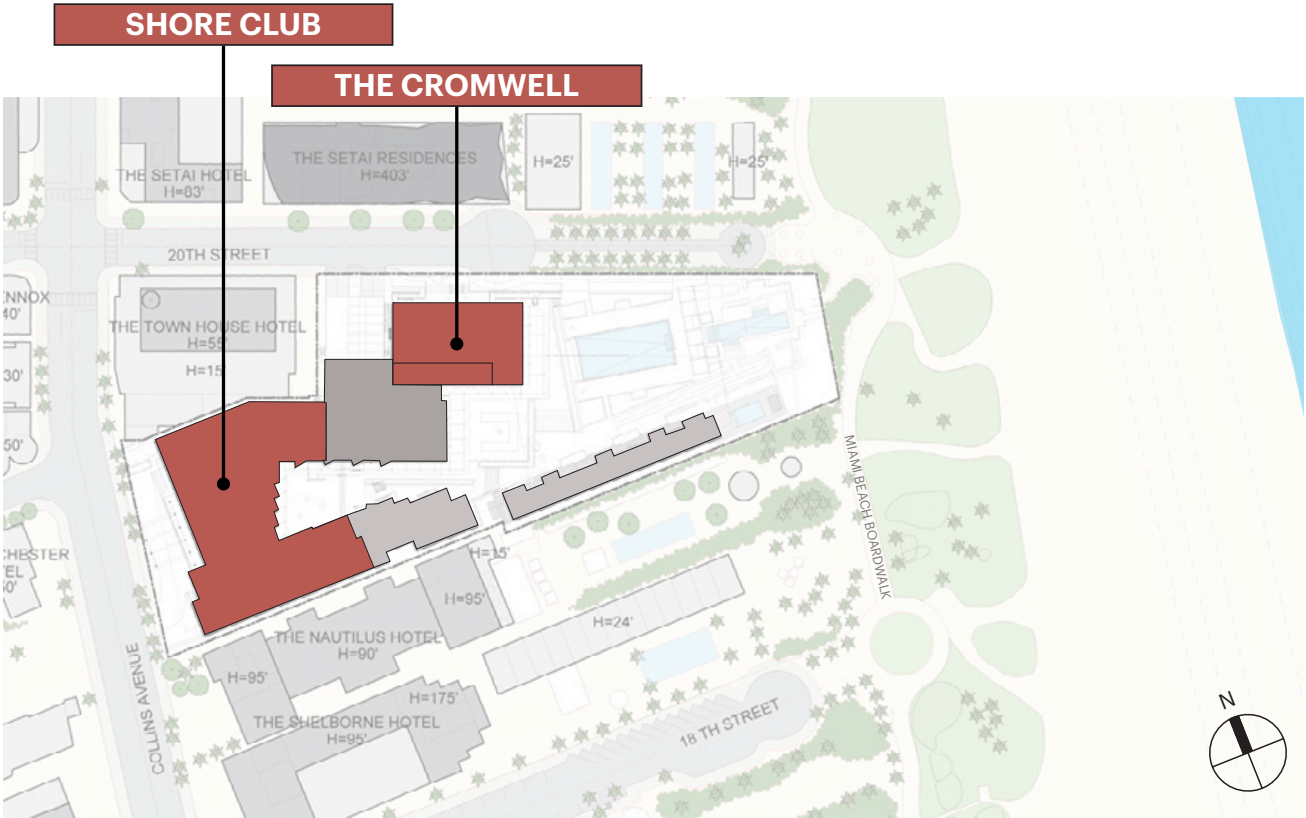 SHORE CLUB
THE CROMWELL
THE SETAI HOTEL
H=83'
THE SETAI RESIDENCES
H=403'
H=25'
H=25'
20TH STREET
THE TOWN HOUSE HOTEL
H=55'
H=15'
ENNOX
40'
30'
50'
CHESTER
EL
50'
MIAMI BEACH BOARDWALK
H=15'
H=95'
THE NAUTILUS HOTEL
H=90'
H=24'
H=95'
H=175'
THE SHELBORNE HOTEL
H=95'
COLLINS AVENUE
18 TH STREET
N